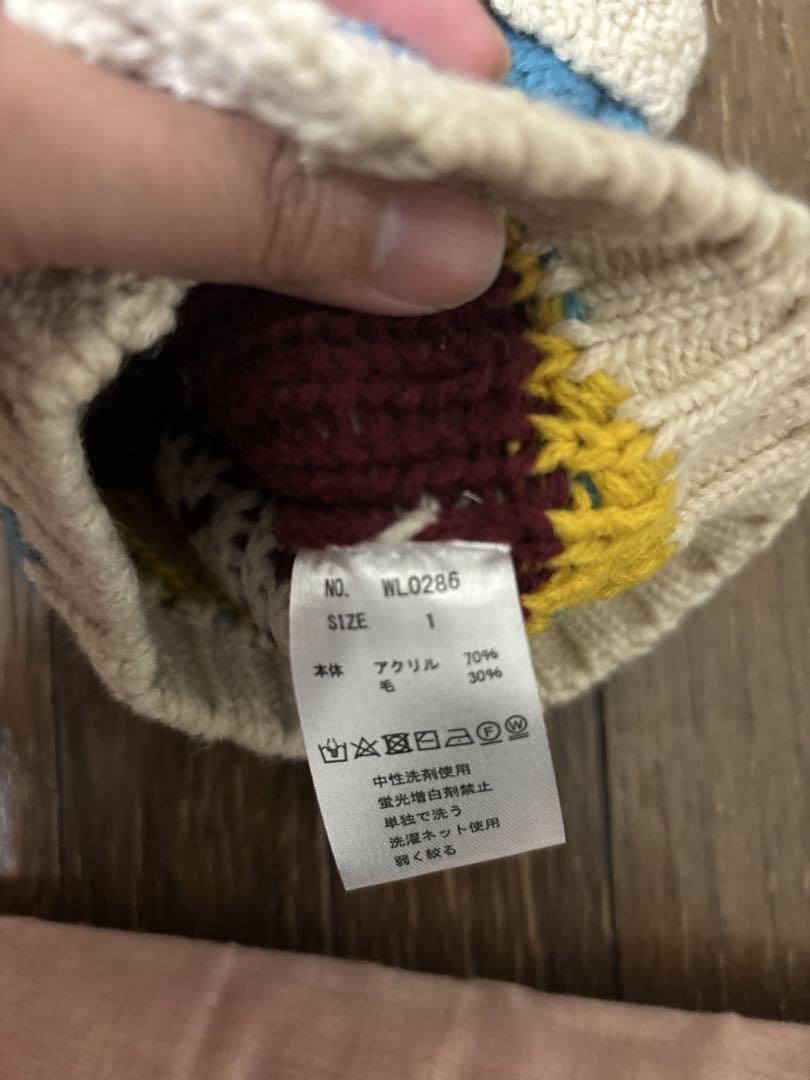 NO. WL0286
SIZE 1
本体 アクリル 70%
毛 30%
F W
中性洗剤使用
蛍光増白剤禁止
単独で洗う
洗濯ネット使用
弱く絞る